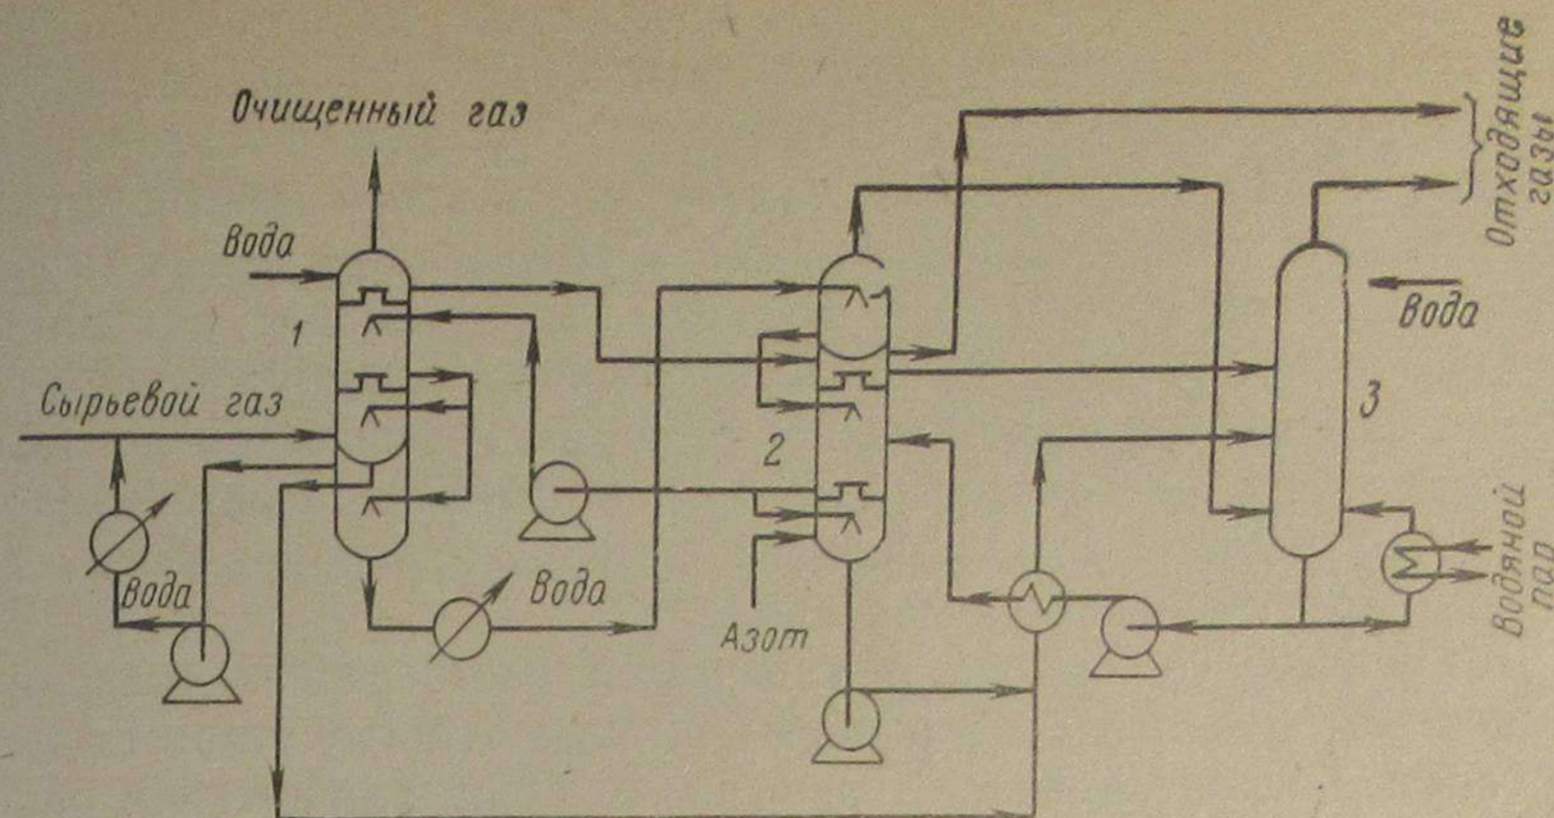 Очищенный газ
Отходящие
газы
Вода
1
Вода
Сырьевой газ
2
3
Вода
Вода
Азот
Водяной
пар